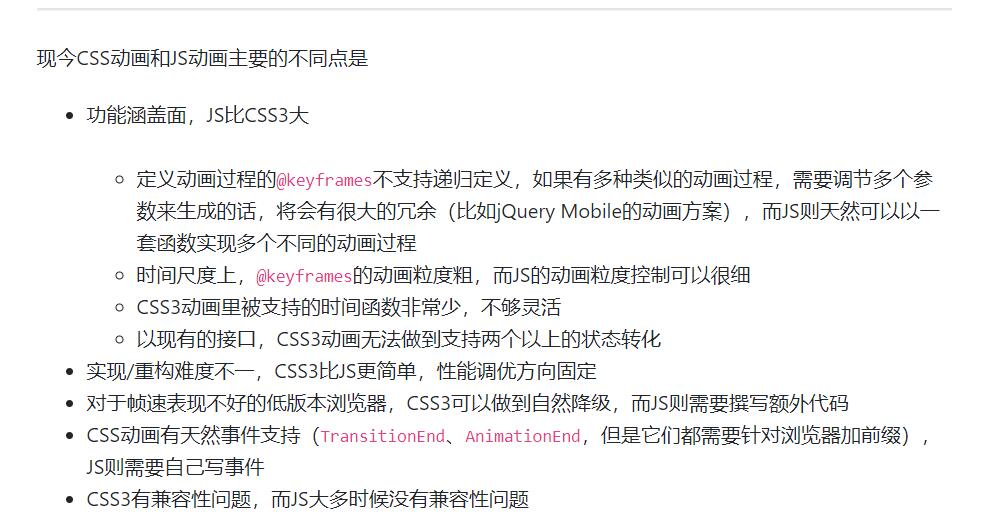 现今CSS动画和JS动画主要的不同点是
功能涵盖面，JS比CSS3大
定义动画过程的@keyframes不支持递归定义，如果有多种类似的动画过程，需要调节多个参
数来生成的话，将会有很大的冗余（比如jQuery Mobile的动画方案），而JS则天然可以以一
套函数实现多个不同的动画过程
时间尺度上，@keyframes的动画粒度粗，而JS的动画粒度控制可以很细
CSS3动画里被支持的时间函数非常少，不够灵活
以现有的接口，CSS3动画无法做到支持两个以上的状态转化
实现/重构难度不一，CSS3比JS更简单，性能调优方向固定
对于帧速表现不好的低版本浏览器，CSS3可以做到自然降级，而JS则需要撰写额外代码
CSS动画有天然事件支持（TransitionEnd、AnimationEnd，但是它们都需要针对浏览器加前缀），
JS则需要自己写事件
CSS3有兼容性问题，而JS大多时候没有兼容性问题